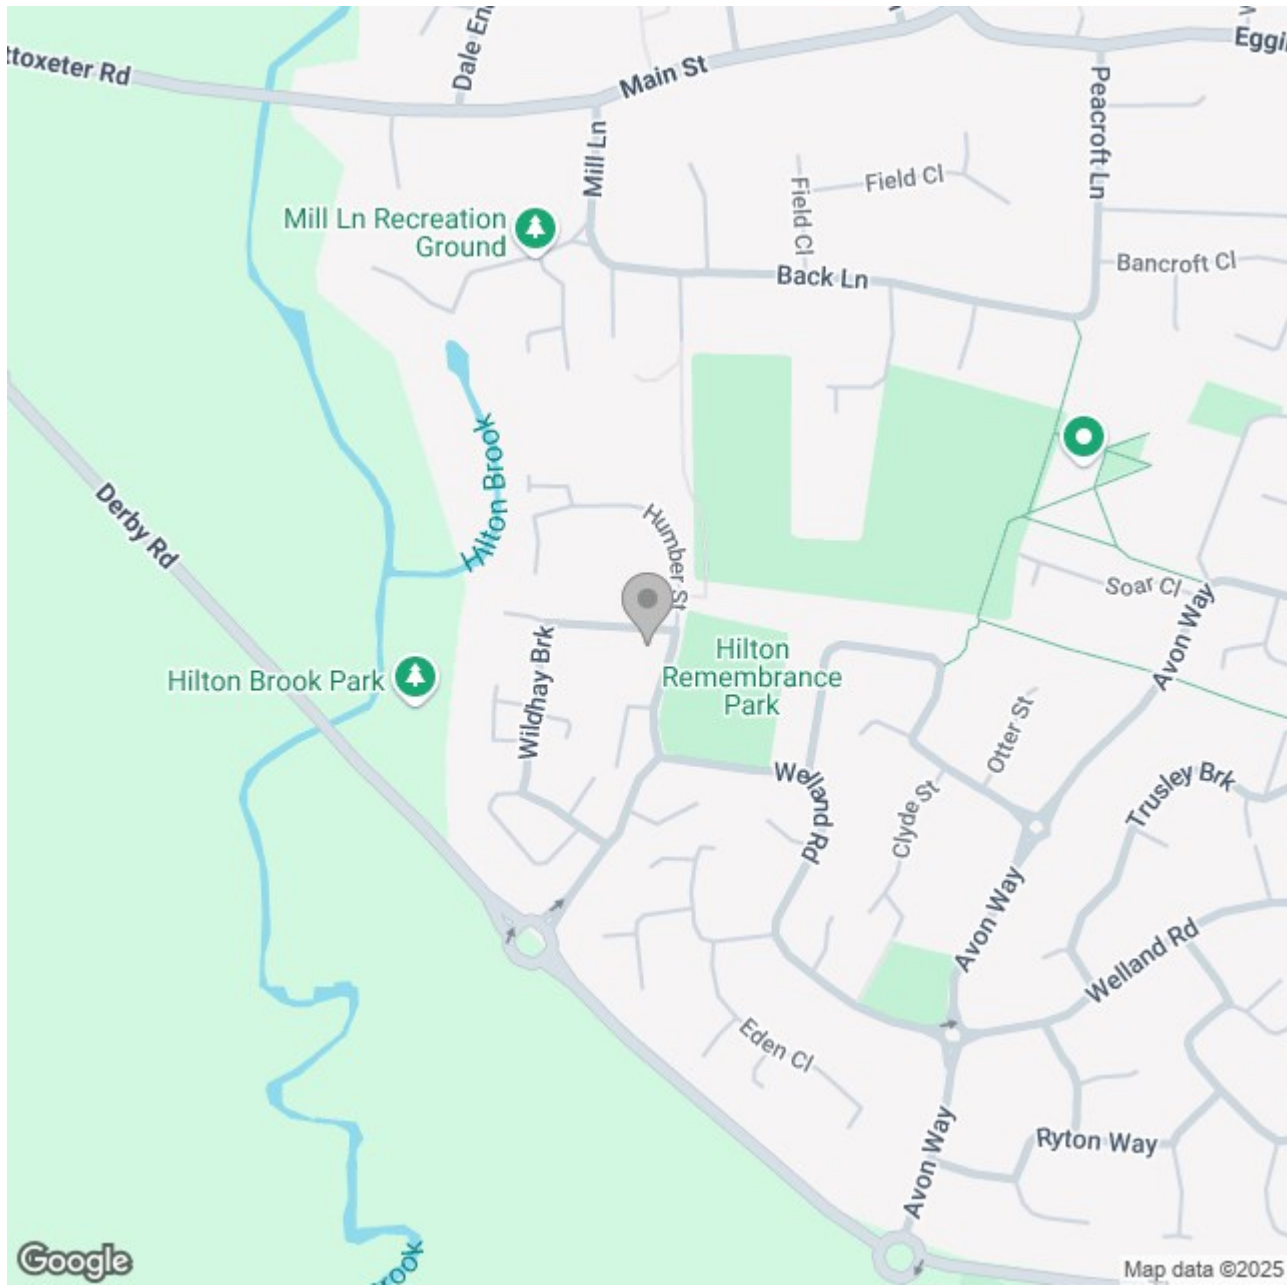 ttoxeter Rd
Dale En
Main St
Eggi
Mill Ln
Peacroft Ln
Field Cl
Field Cl
Mill Ln Recreation
Ground
Back Ln
Bancroft Cl
Hilton Brook
Derby Rd
Humber St
Soar Cl
Avon Way
Hilton
Remembrance
Park
Hilton Brook Park
Wildhay Brk
Otter St
Welland Rd
Clyde St
Trusley Brk
Avon Way
Welland Rd
Eden Cl
Ryton Way
Avon Way
Brook
Google
Map data ©2025